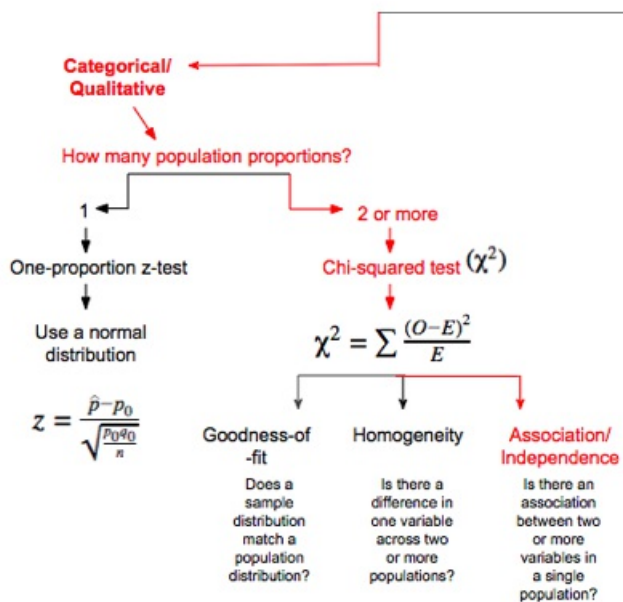 Categorical/
Qualitative
How many population proportions?
1
2 or more
One-proportion z-test
Chi-squared test (χ²)
Use a normal
distribution
χ² = ∑ (O−E)²/E
z = (p̂−p₀)/√(p₀q₀/n)
Goodness-of
-fit
Homogeneity
Association/
Independence
Does a
sample
distribution
match a
population
distribution?
Is there a
difference in
one variable
across two
or more
populations?
Is there an
association
between two
or more
variables in
a single
population?